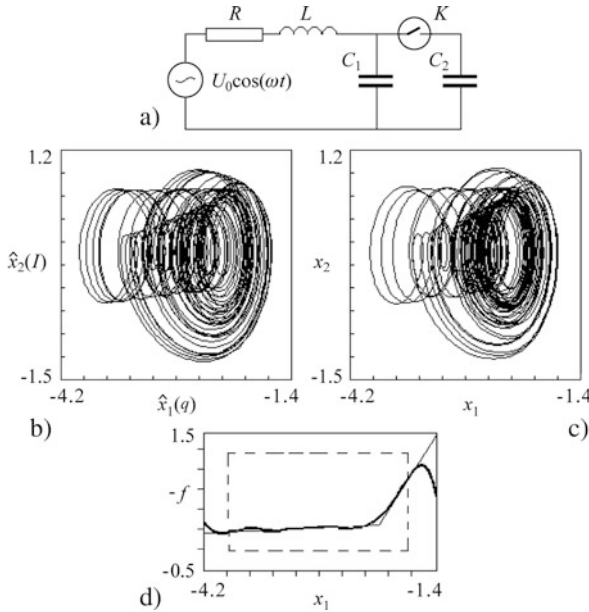 R L K
C₁ C₂
U₀cos(ωt)
a)
1.2 1.2
x̂₂(I) x₂
-1.5 -1.5
-4.2 x̂₁(q) -1.4 -4.2 x₁ -1.4
b) c)
1.5
-f
-0.5
-4.2 x₁ -1.4
d)